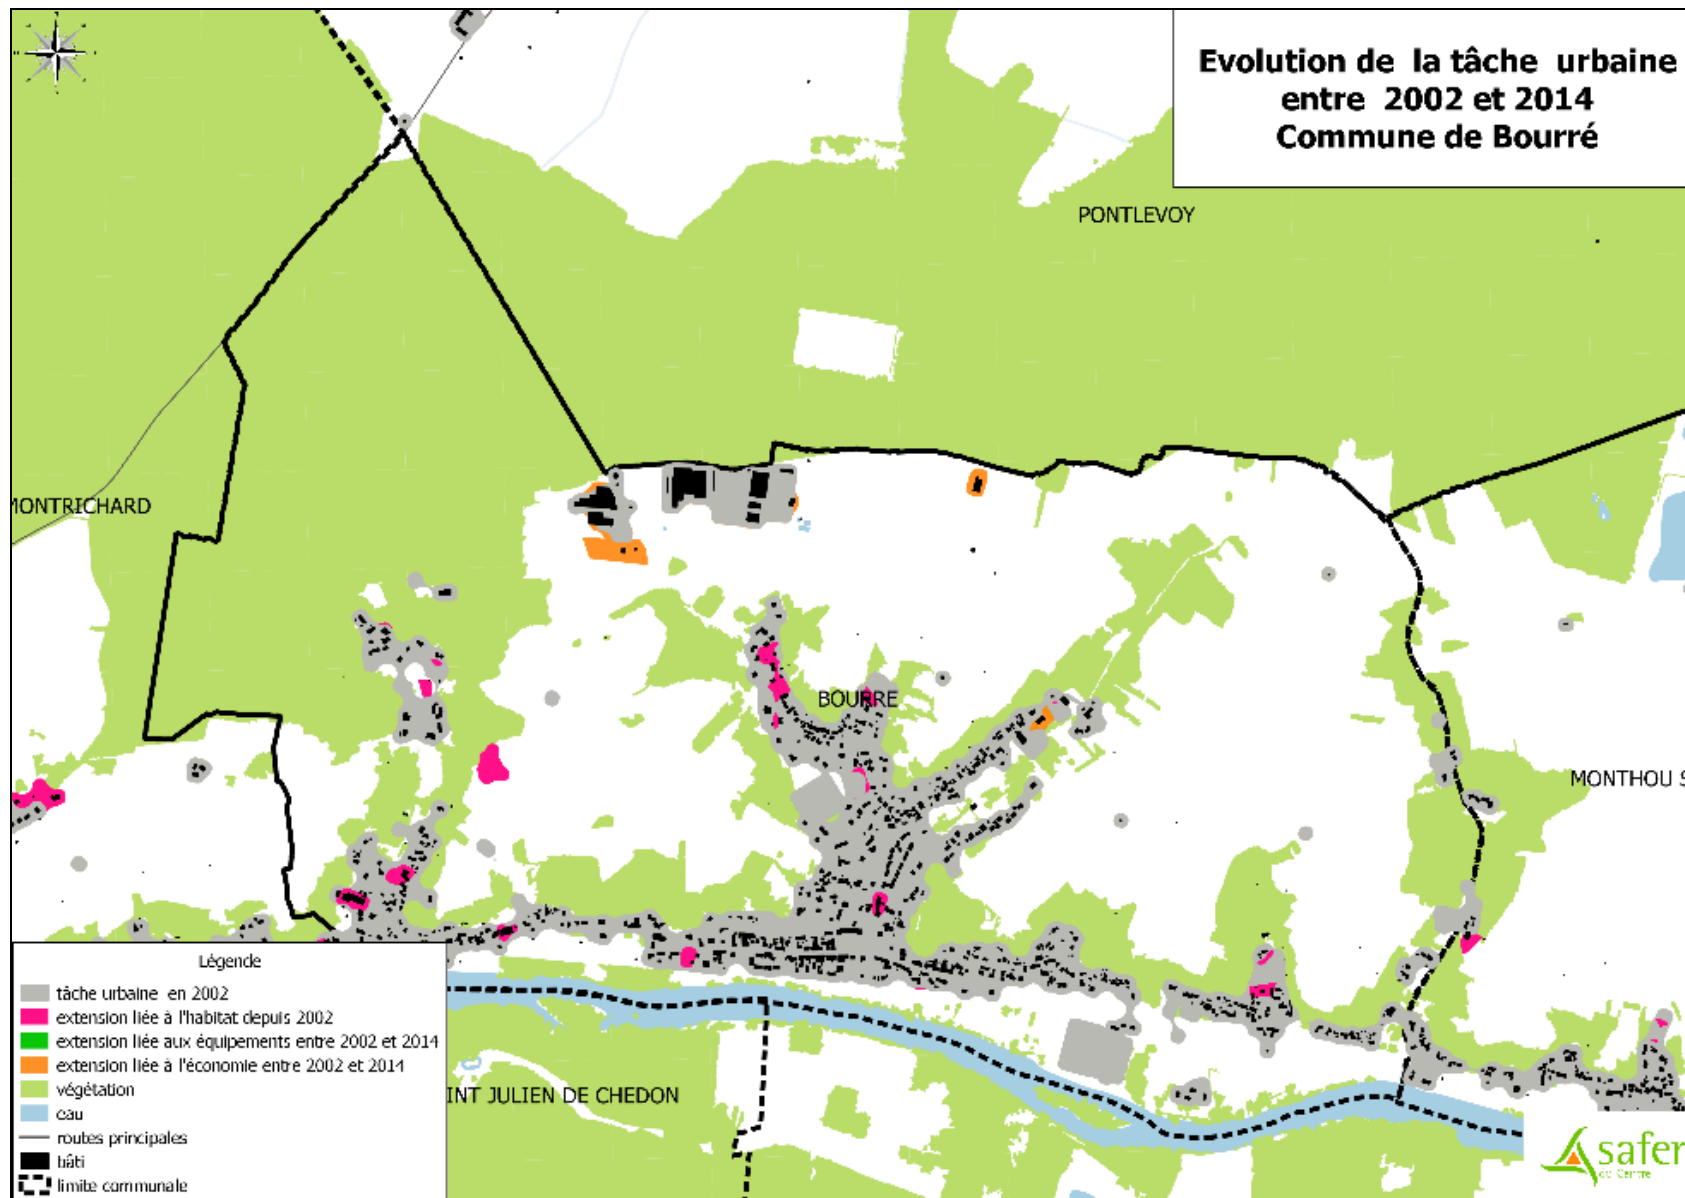 Evolution de la tâche urbaine
entre 2002 et 2014
Commune de Bourré
PONTLEVOY
MONTRICHARD
BOURRE
MONTHOU S
INT JULIEN DE CHEDON
Légende
tâche urbaine en 2002
extension liée à l'habitat depuis 2002
extension liée aux équipements entre 2002 et 2014
extension liée à l'économie entre 2002 et 2014
végétation
eau
routes principales
bâti
limite communale
safer
du Centre